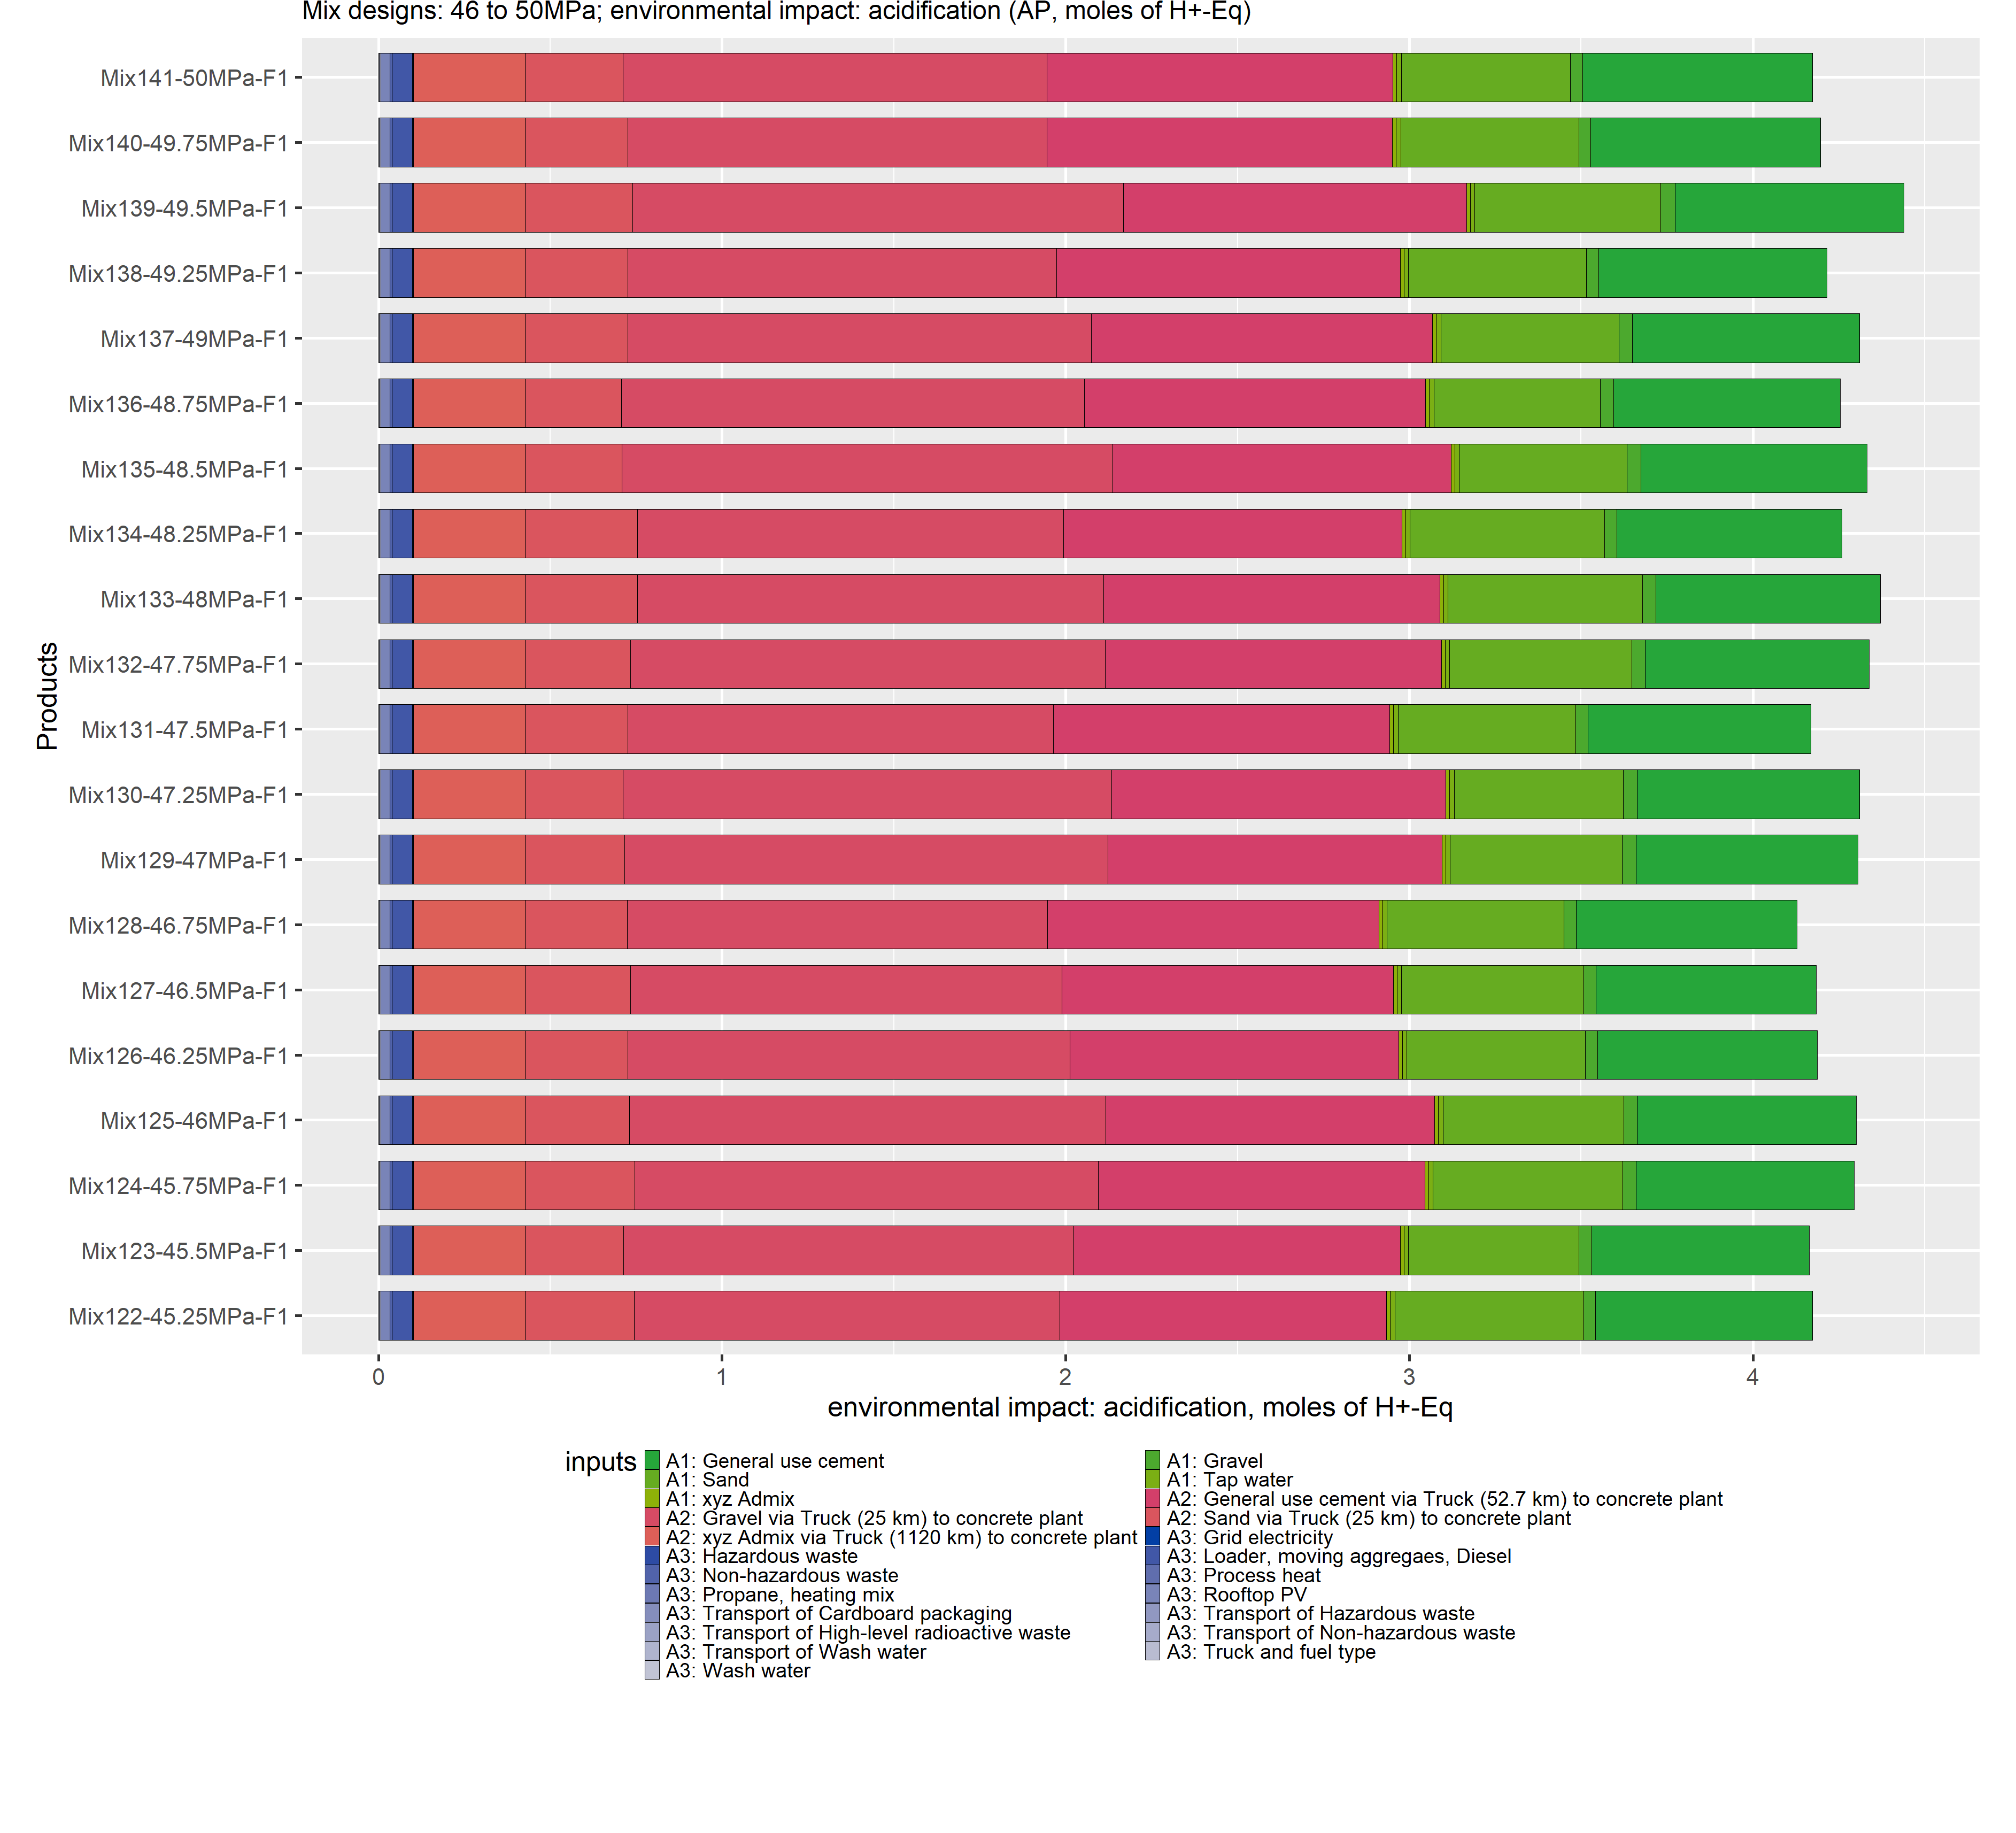 Mix designs: 46 to 50MPa; environmental impact: acidification (AP, moles of H+-Eq)
Products
Mix141-50MPa-F1
Mix140-49.75MPa-F1
Mix139-49.5MPa-F1
Mix138-49.25MPa-F1
Mix137-49MPa-F1
Mix136-48.75MPa-F1
Mix135-48.5MPa-F1
Mix134-48.25MPa-F1
Mix133-48MPa-F1
Mix132-47.75MPa-F1
Mix131-47.5MPa-F1
Mix130-47.25MPa-F1
Mix129-47MPa-F1
Mix128-46.75MPa-F1
Mix127-46.5MPa-F1
Mix126-46.25MPa-F1
Mix125-46MPa-F1
Mix124-45.75MPa-F1
Mix123-45.5MPa-F1
Mix122-45.25MPa-F1
0 1 2 3 4
environmental impact: acidification, moles of H+-Eq
inputs
A1: General use cement
A1: Sand
A1: xyz Admix
A2: Gravel via Truck (25 km) to concrete plant
A2: xyz Admix via Truck (1120 km) to concrete plant
A3: Hazardous waste
A3: Non-hazardous waste
A3: Propane, heating mix
A3: Transport of Cardboard packaging
A3: Transport of High-level radioactive waste
A3: Transport of Wash water
A3: Wash water
A1: Gravel
A1: Tap water
A2: General use cement via Truck (52.7 km) to concrete plant
A2: Sand via Truck (25 km) to concrete plant
A3: Grid electricity
A3: Loader, moving aggregaes, Diesel
A3: Process heat
A3: Rooftop PV
A3: Transport of Hazardous waste
A3: Transport of Non-hazardous waste
A3: Truck and fuel type